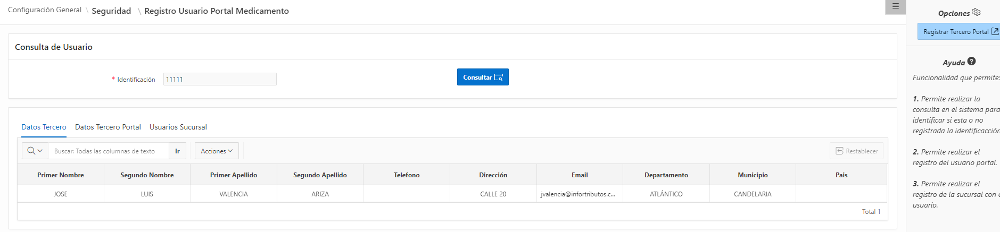 Configuración General \ Seguridad \ Registro Usuario Portal Medicamento
Consulta de Usuario
* Identificación 11111 Consultar
Datos Tercero Datos Tercero Portal Usuarios Sucursal
Buscar: Todas las columnas de texto Ir Acciones Restablecer
Primer Nombre Segundo Nombre Primer Apellido Segundo Apellido Telefono Dirección Email Departamento Municipio Pais
JOSE LUIS VALENCIA ARIZA CALLE 20 jvalencia@infortributos.c... ATLÁNTICO CANDELARIA
Total 1
Opciones
Registrar Tercero Portal
Ayuda ?
Funcionalidad que permite:
1. Permite realizar la
consulta en el sistema para
identificar si esta o no
registrada la identificacción
2. Permite realizar el
registro del usuario portal.
3. Permite realizar el
registro de la sucursal con e
usuario.